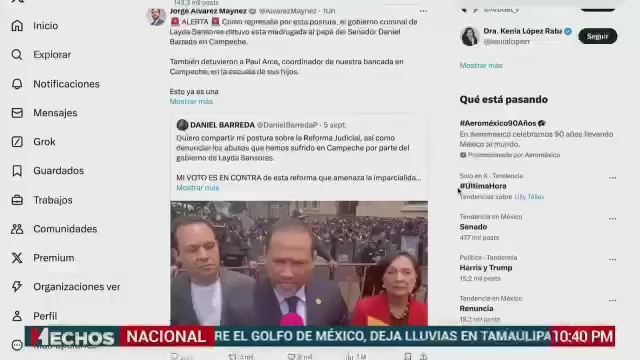 Inicio
Explorar
Notificaciones
Mensajes
Grok
Guardados
Trabajos
Comunidades
Premium
Organizaciones ver
Perfil
Jorge Álvarez Máynez @AlvarezMaynez · 10h
🚨 ALERTA 🚨 Como represalia por esta postura, el gobierno criminal de
Layda Sansores detuvo esta madrugada al papá del Senador Daniel
Barreda en Campeche.
También detuvieron a Paul Arce, coordinador de nuestra bancada en
Campeche, en la escuela de sus hijos.
Esto ya es una
Mostrar más
DANIEL BARREDA @DanielBarredaP · 5 sept.
Quiero compartir mi postura sobre la Reforma Judicial, así como
denunciar los abusos que hemos sufrido en Campeche por parte del
gobierno de Layda Sansores.
MI VOTO ES EN CONTRA de esta reforma que amenaza la imparcialida...
Mostrar más
Dra. Kenia López Raba
@kenialopezr
Seguir
Mostrar más
Qué está pasando
#Aeroméxico90Años
En Aeroméxico celebramos 90 años llevando
México al mundo.
Promocionado por Aeroméxico
Solo en X · Tendencia
#ÚltimaHora
Tendencias sobre Lilly Téllez
Tendencia en México
Senado
417 mil posts
Política · Tendencia
Harris y Trump
15,2 mil posts
Tendencia en México
Renuncia
HECHOS
NACIONAL
RE EL GOLFO DE MÉXICO, DEJA LLUVIAS EN TAMAULIPA
10:40 PM